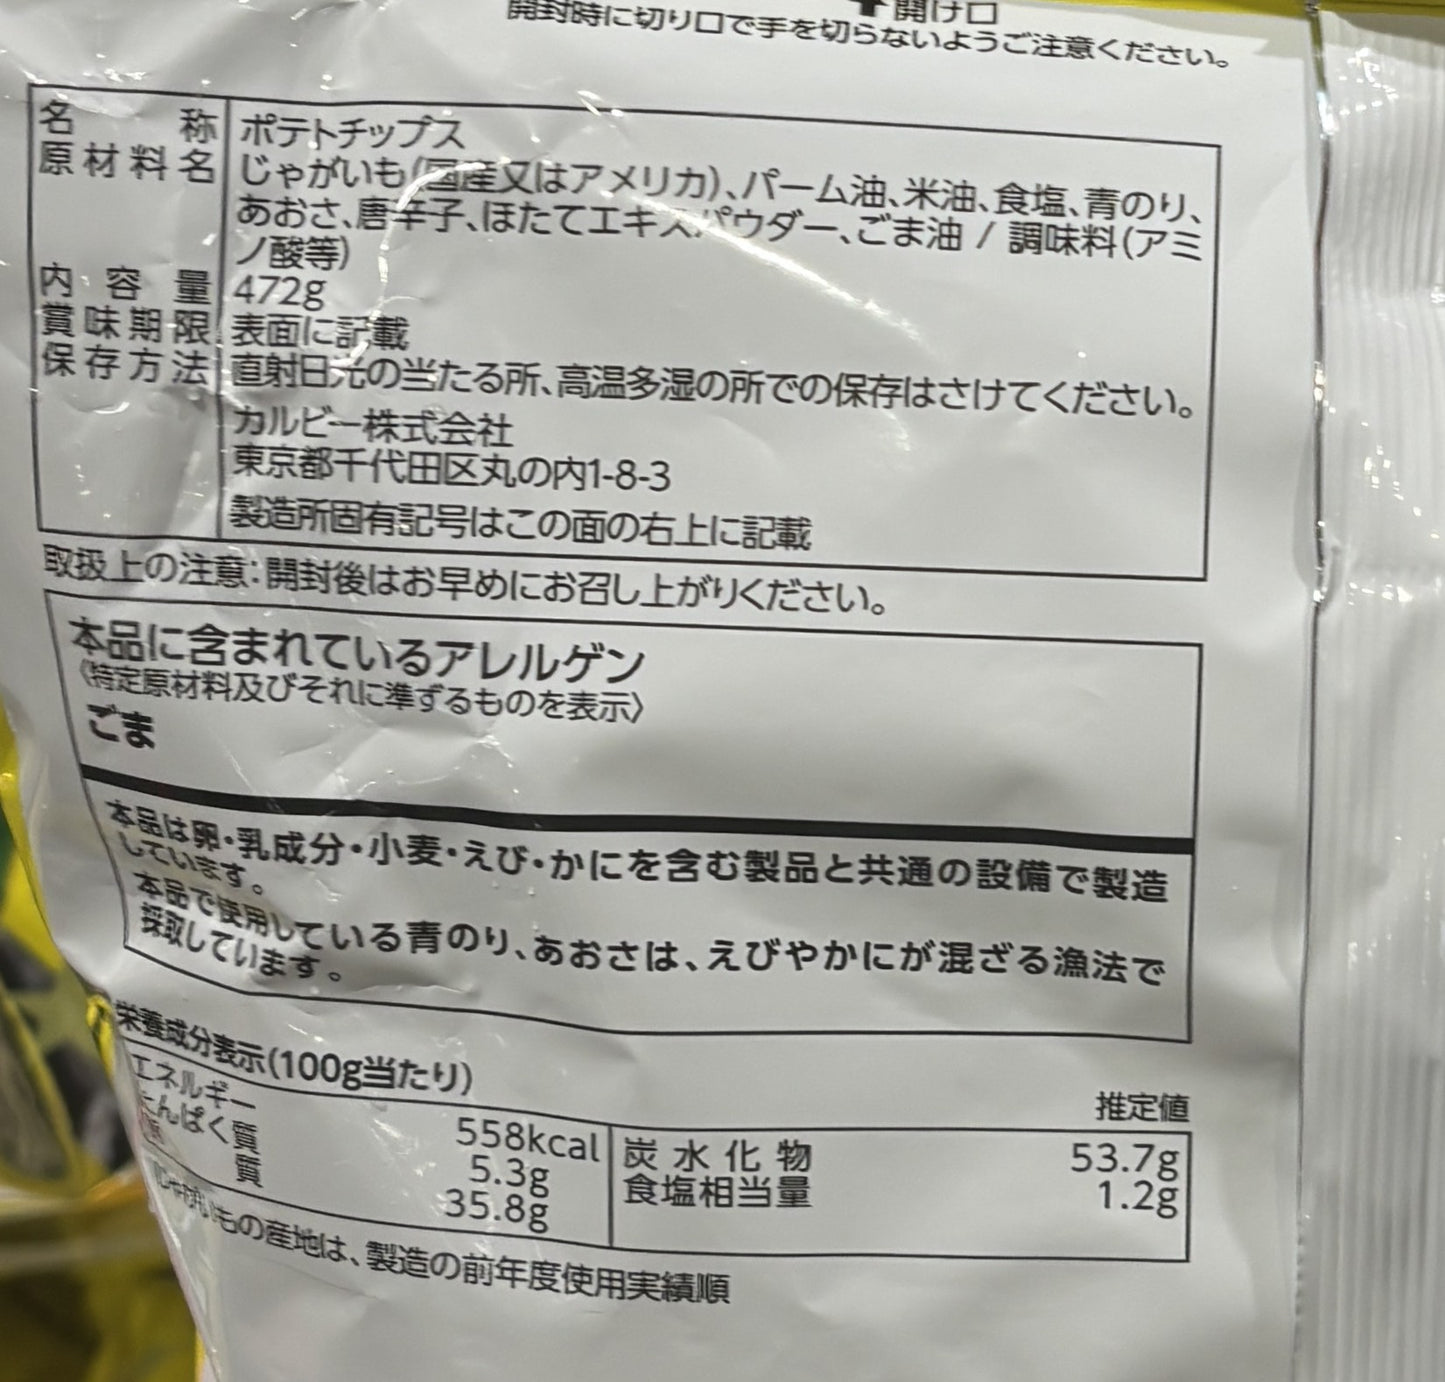 開け口
開封時に切り口で手を切らないようご注意ください。
名称 ポテトチップス
原材料名 じゃがいも(国産又はアメリカ)、パーム油、米油、食塩、青のり、
あおさ、唐辛子、ほたてエキスパウダー、ごま油 / 調味料(アミ
ノ酸等)
内容量 472g
賞味期限 表面に記載
保存方法 直射日光の当たる所、高温多湿の所での保存はさけてください。
カルビー株式会社
東京都千代田区丸の内1-8-3
製造所固有記号はこの面の右上に記載
取扱上の注意:開封後はお早めにお召し上がりください。
本品に含まれているアレルゲン
〈特定原材料及びそれに準ずるものを表示〉
ごま
本品は卵・乳成分・小麦・えび・かにを含む製品と共通の設備で製造
しています。
本品で使用している青のり、あおさは、えびやかにが混ざる漁法で
採取しています。
栄養成分表示(100g当たり)
推定値
エネルギー 558kcal
たんぱく質 5.3g
脂質 35.8g
炭水化物 53.7g
食塩相当量 1.2g
じゃがいもの産地は、製造の前年度使用実績順